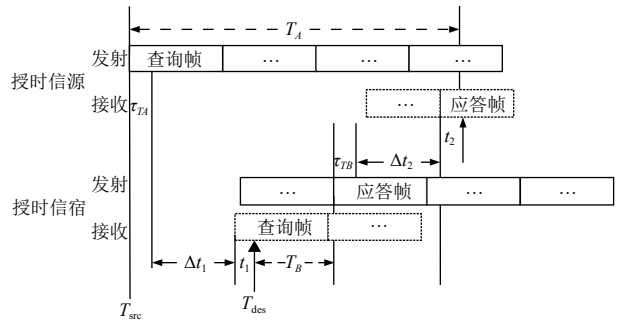 T_A
发射 查询帧 … … …
授时信源
接收 τ_TA … 应答帧
t_2
τ_TB Δt_2
发射 … 应答帧 … …
授时信宿
接收 查询帧 …
Δt_1 t_1 T_B
T_src T_des